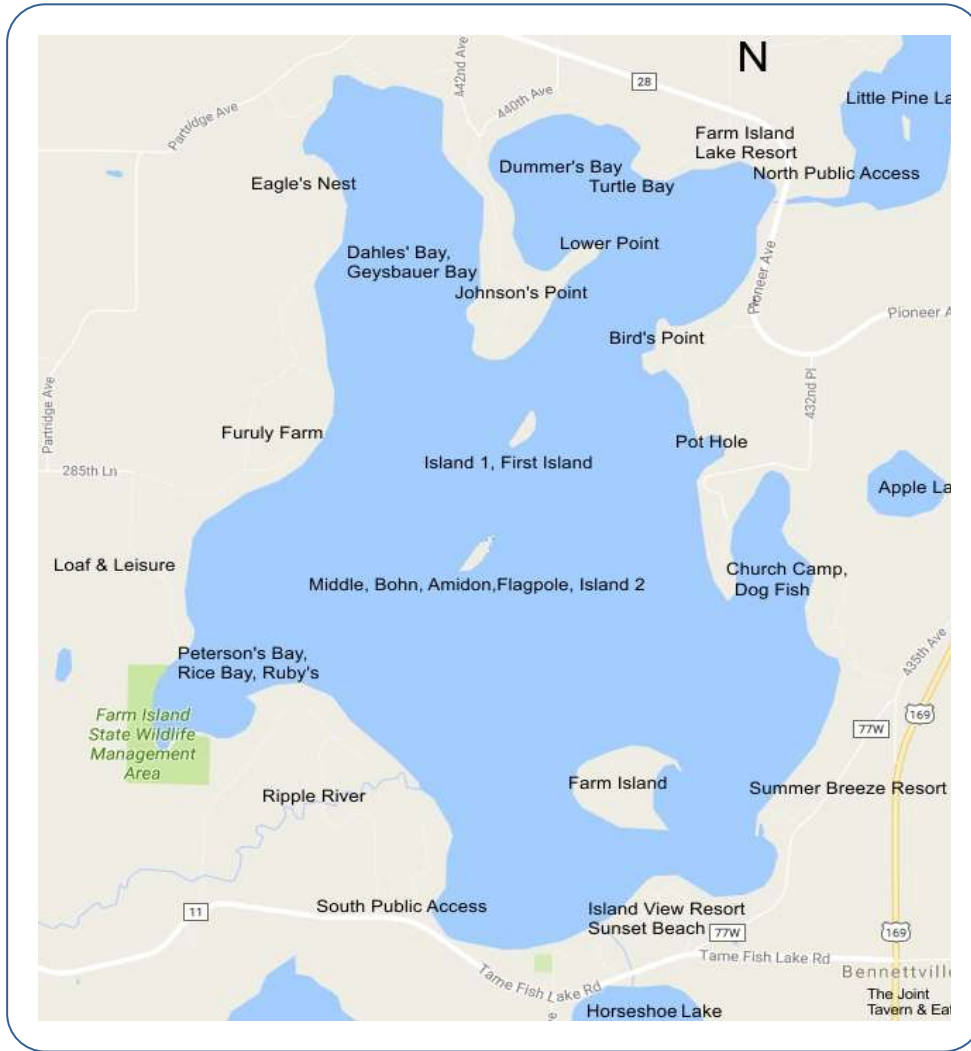 N
442nd Ave
28
440th Ave
Partridge Ave
Little Pine La
Farm Island
Lake Resort
North Public Access
Dummer's Bay
Turtle Bay
Eagle's Nest
Lower Point
Dahles' Bay,
Geysbauer Bay
Johnson's Point
Pioneer Ave
Pioneer A
Bird's Point
432nd Pl
Partridge Ave
Furuly Farm
Pot Hole
Island 1, First Island
285th Ln
Apple La
Loaf & Leisure
Church Camp,
Dog Fish
Middle, Bohn, Amidon,Flagpole, Island 2
Peterson's Bay,
Rice Bay, Ruby's
435th Ave
Farm Island
State Wildlife
Management
Area
169
77W
Farm Island
Summer Breeze Resort
Ripple River
South Public Access
11
Island View Resort
Sunset Beach
77W
169
Tame Fish Lake Rd
Tame Fish Lake Rd
Bennettville
The Joint
Tavern & Eat
Horseshoe Lake